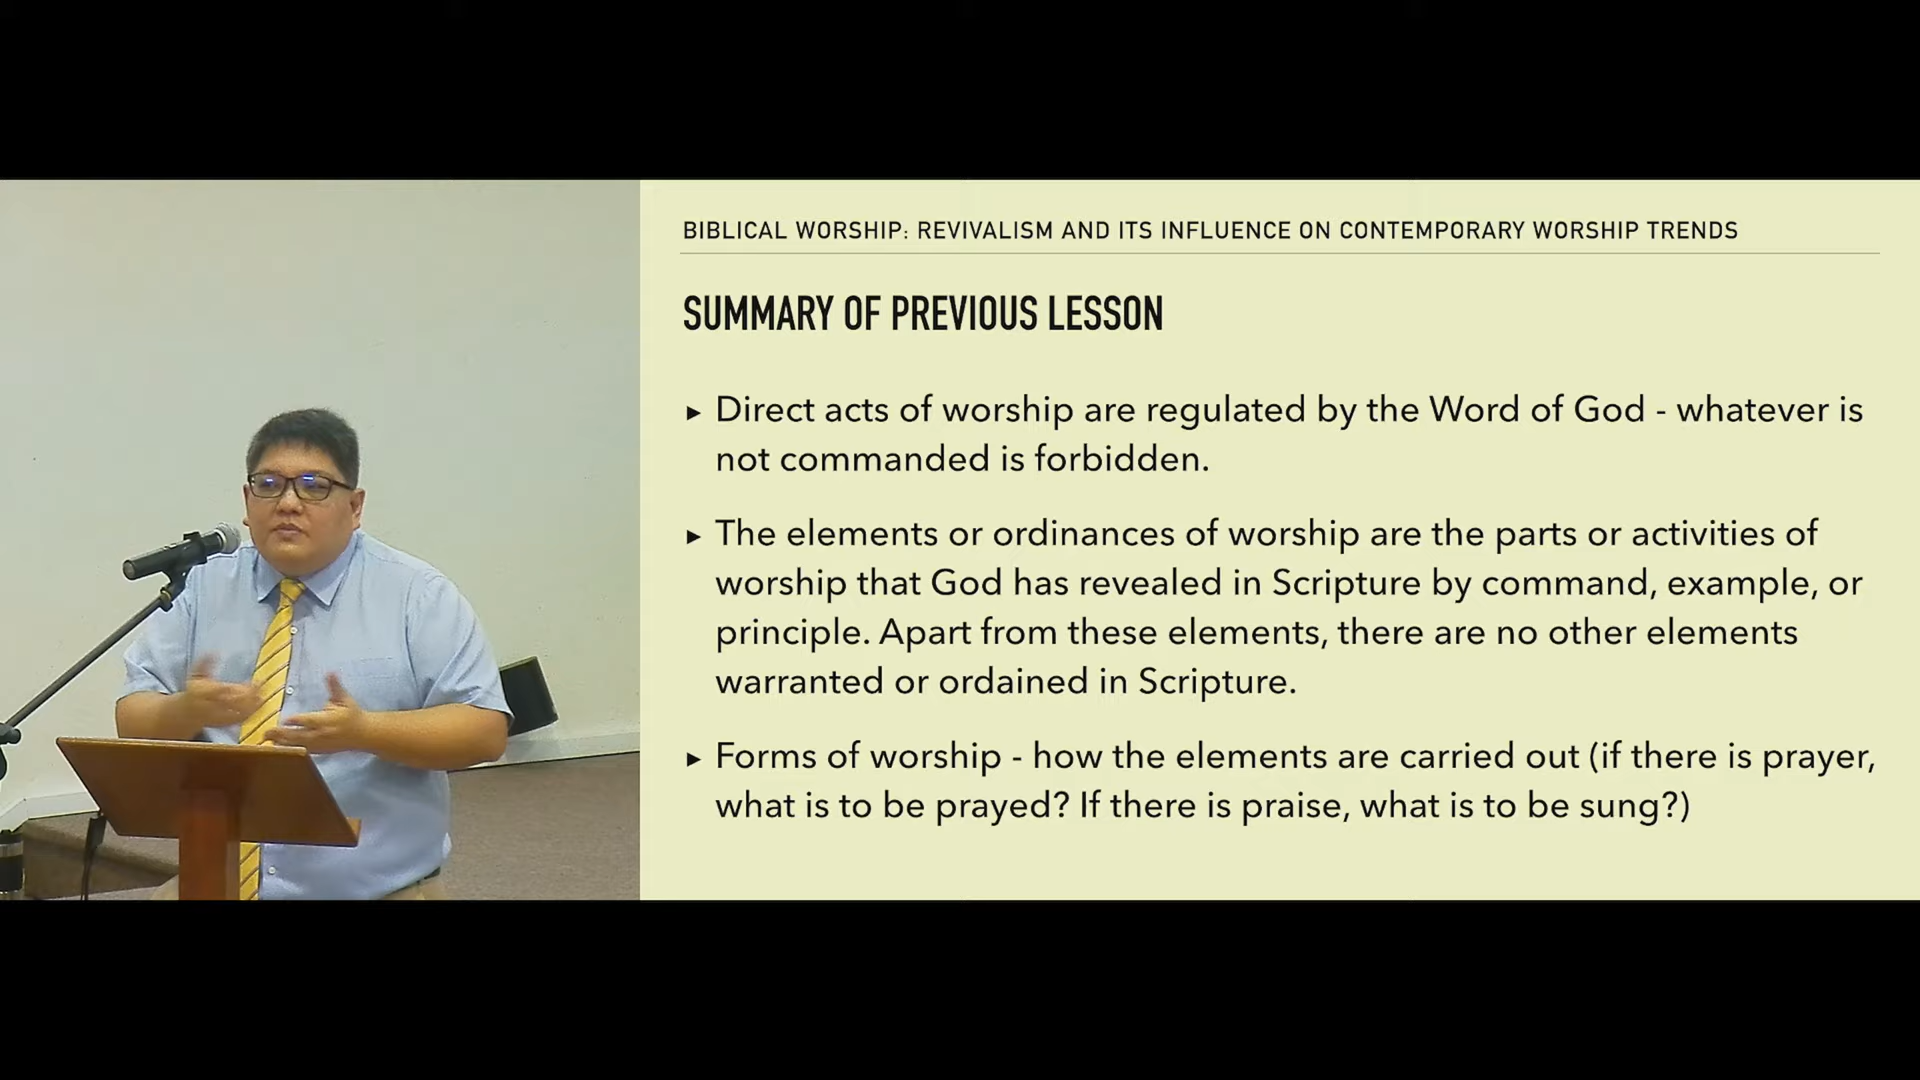 BIBLICAL WORSHIP: REVIVALISM AND ITS INFLUENCE ON CONTEMPORARY WORSHIP TRENDS
SUMMARY OF PREVIOUS LESSON
▸ Direct acts of worship are regulated by the Word of God - whatever is
not commanded is forbidden.
▸ The elements or ordinances of worship are the parts or activities of
worship that God has revealed in Scripture by command, example, or
principle. Apart from these elements, there are no other elements
warranted or ordained in Scripture.
▸ Forms of worship - how the elements are carried out (if there is prayer,
what is to be prayed? If there is praise, what is to be sung?)